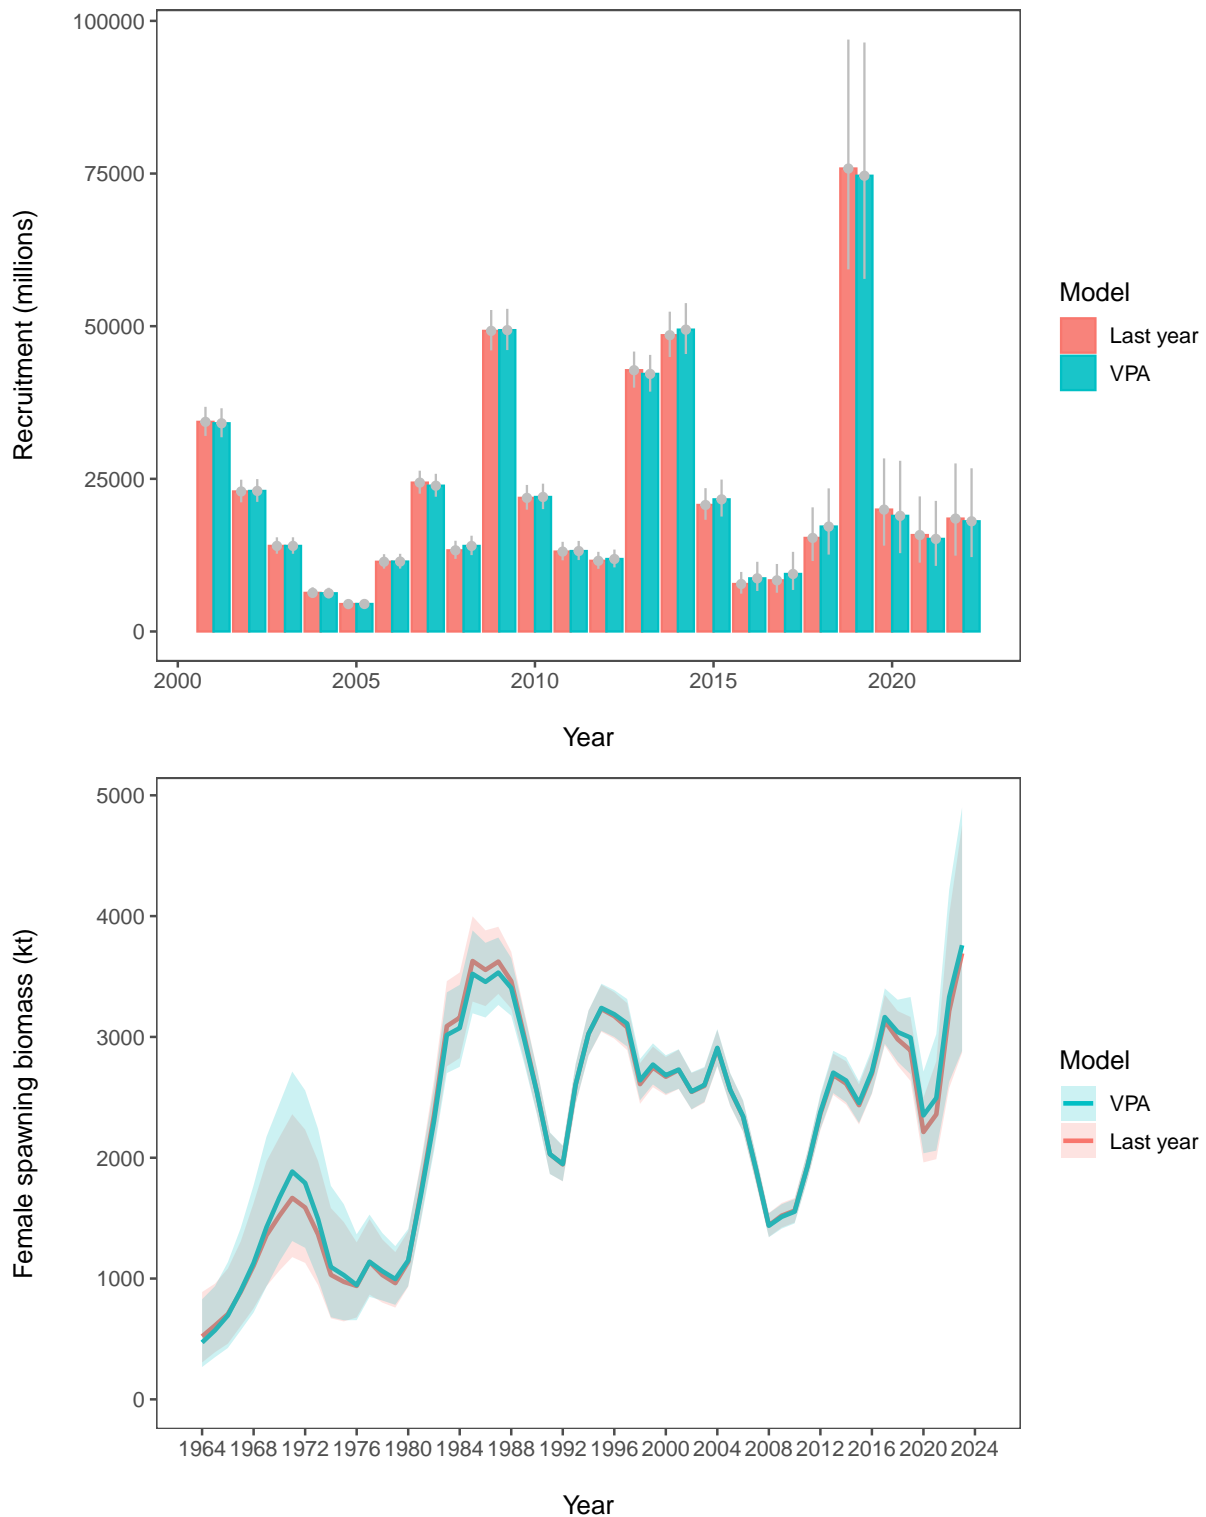 100000
75000
50000
25000
0
Recruitment (millions)
2000 2005 2010 2015 2020
Year
Model
Last year
VPA
5000
4000
3000
2000
1000
0
Female spawning biomass (kt)
1964 1968 1972 1976 1980 1984 1988 1992 1996 2000 2004 2008 2012 2016 2020 2024
Year
Model
VPA
Last year